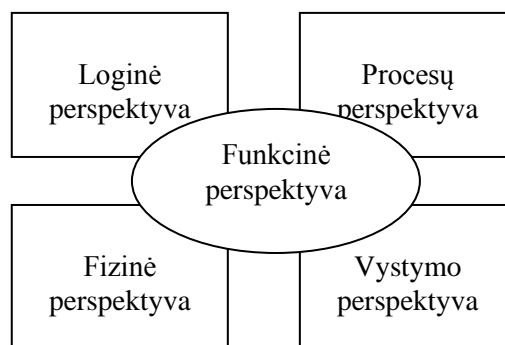 Loginė
perspektyva
Procesų
perspektyva
Funkcinė
perspektyva
Fizinė
perspektyva
Vystymo
perspektyva